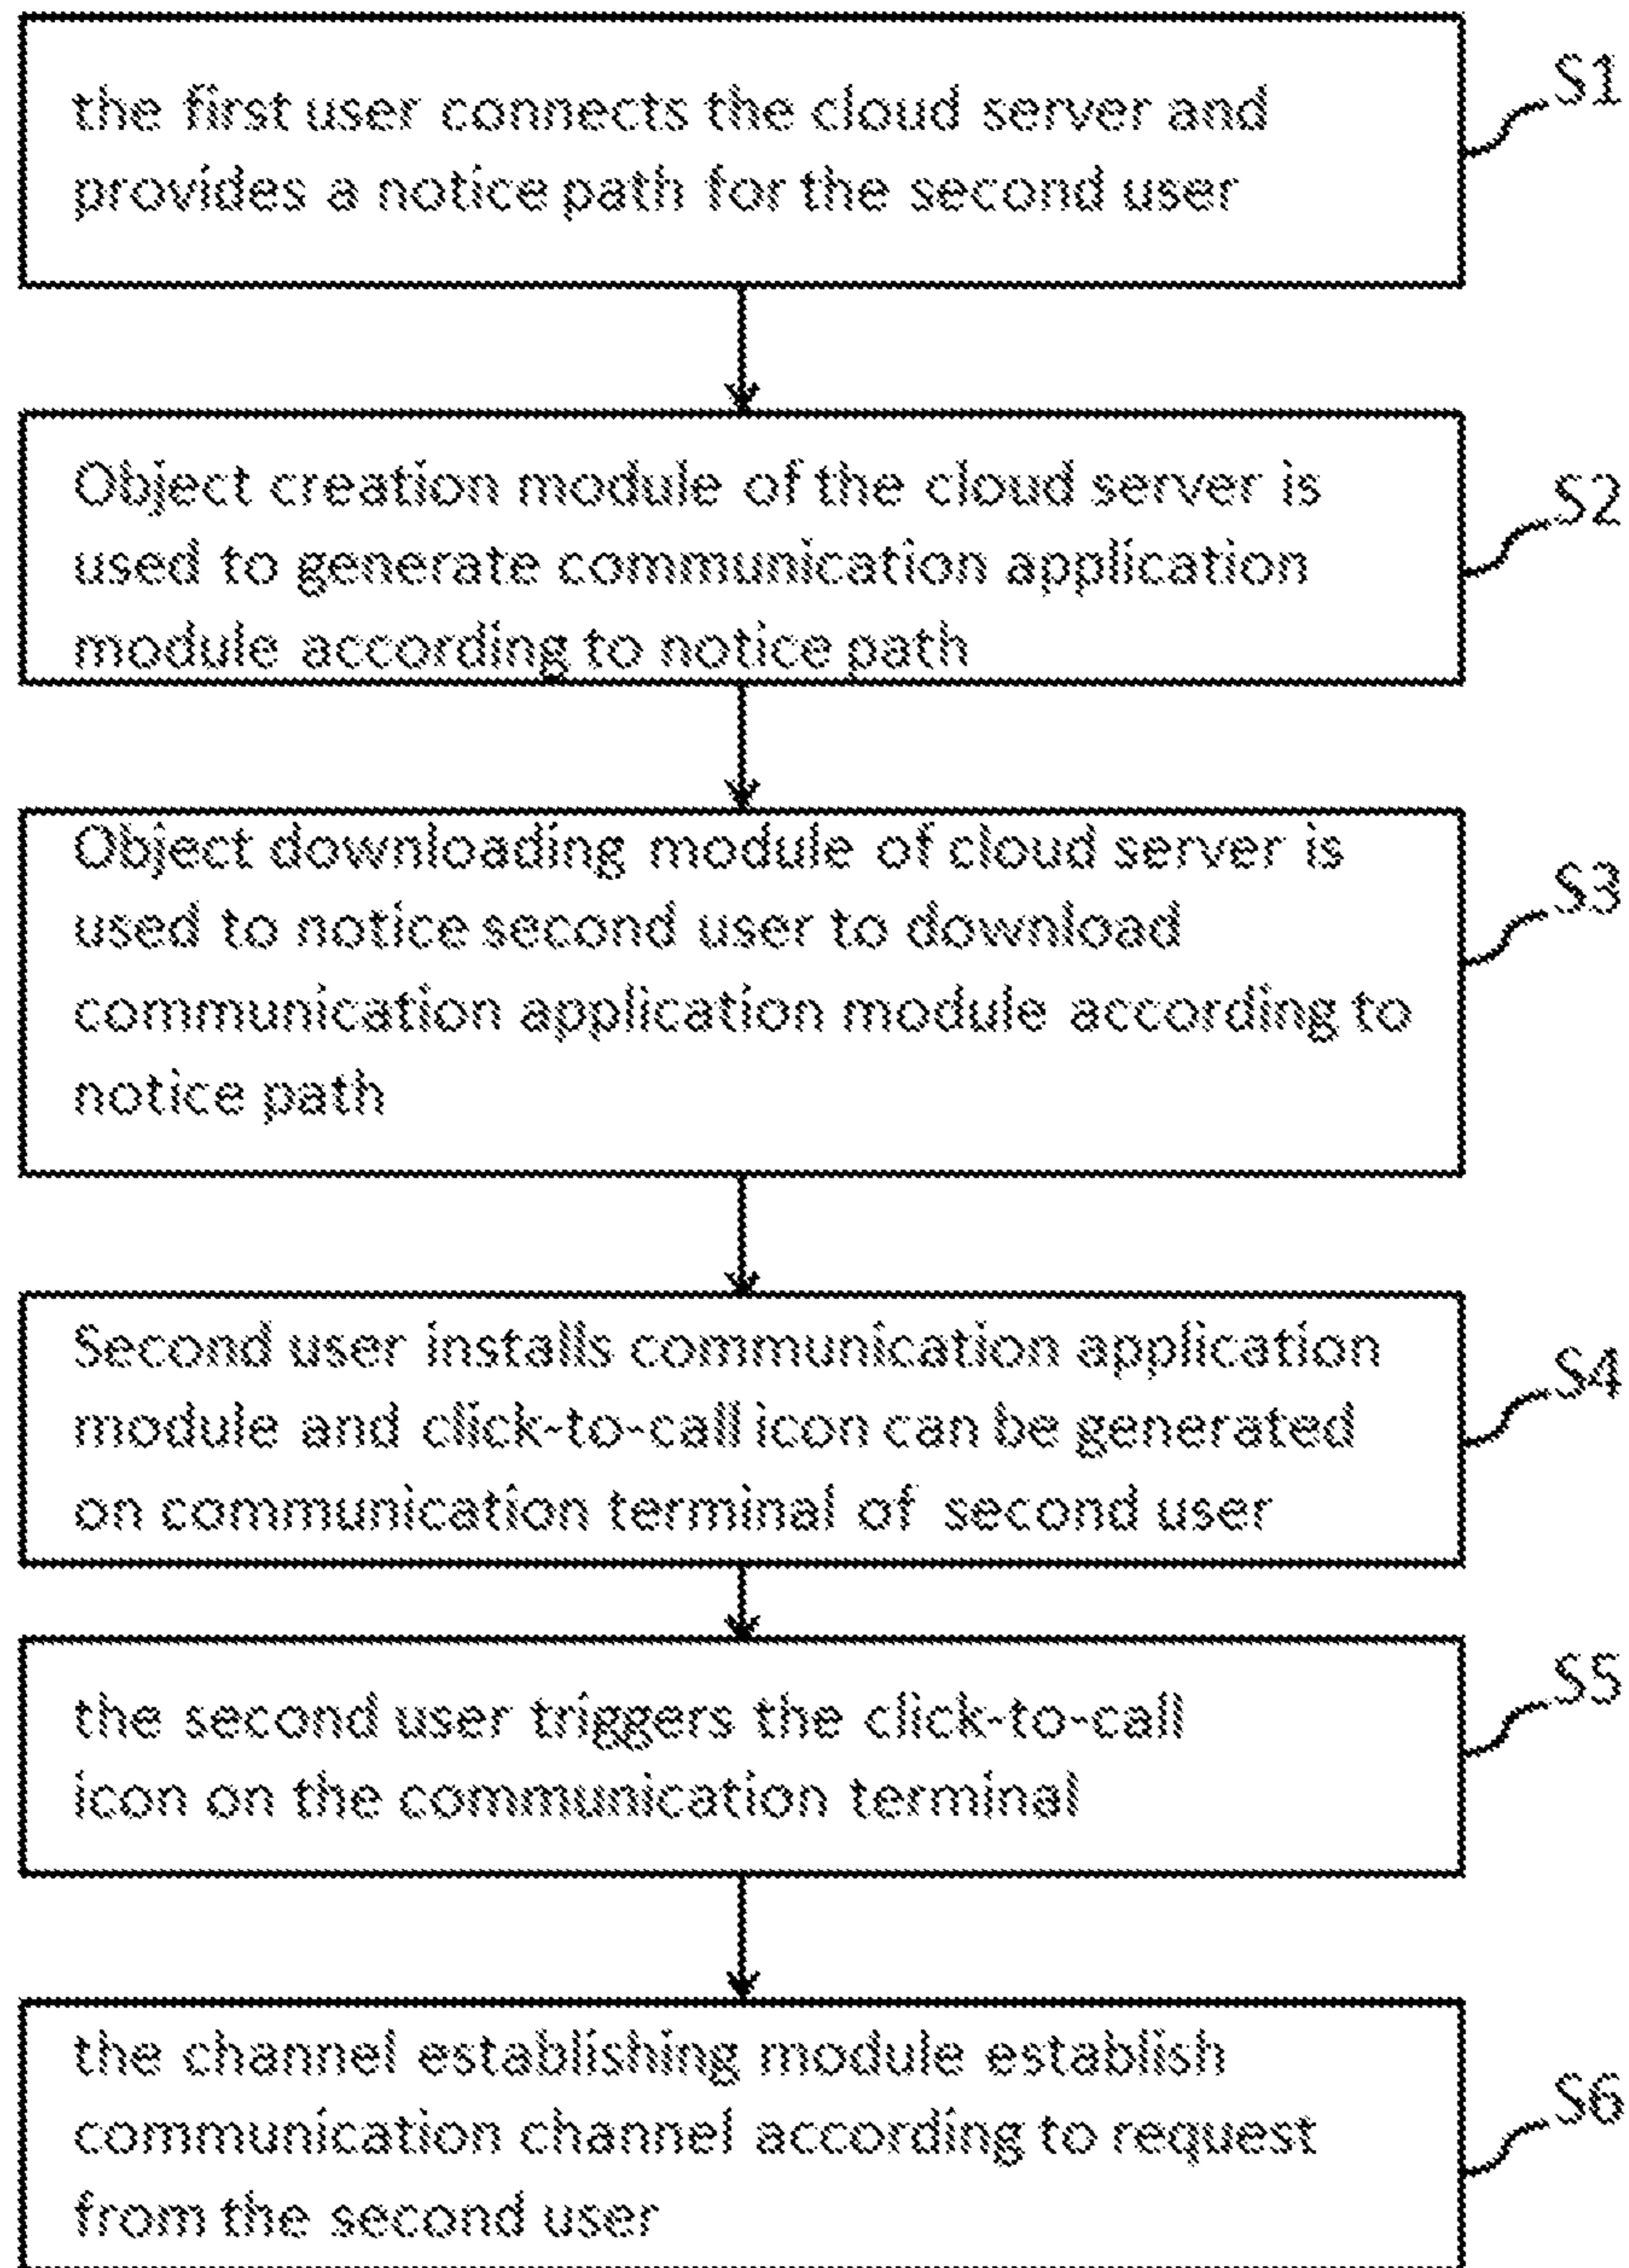 the first user connects the cloud server and
provides a notice path for the second user
S1
Object creation module of the cloud server is
used to generate communication application
module according to notice path
S2
Object downloading module of cloud server is
used to notice second user to download
communication application module according to
notice path
S3
Second user installs communication application
module and click-to-call icon can be generated
on communication terminal of second user
S4
the second user triggers the click-to-call
icon on the communication terminal
S5
the channel establishing module establish
communication channel according to request
from the second user
S6